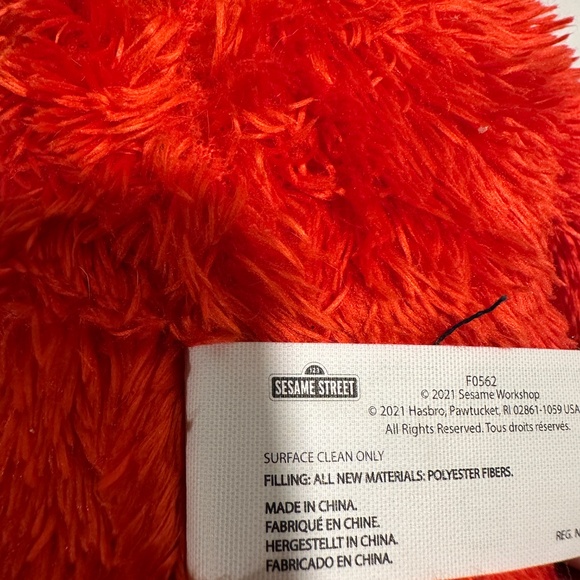 123
SESAME STREET
F0562
© 2021 Sesame Workshop
© 2021 Hasbro, Pawtucket, RI 02861-1059 USA
All Rights Reserved. Tous droits réservés.
SURFACE CLEAN ONLY
FILLING: ALL NEW MATERIALS: POLYESTER FIBERS.
MADE IN CHINA.
FABRIQUÉ EN CHINE.
HERGESTELLT IN CHINA.
FABRICADO EN CHINA.
REG. N